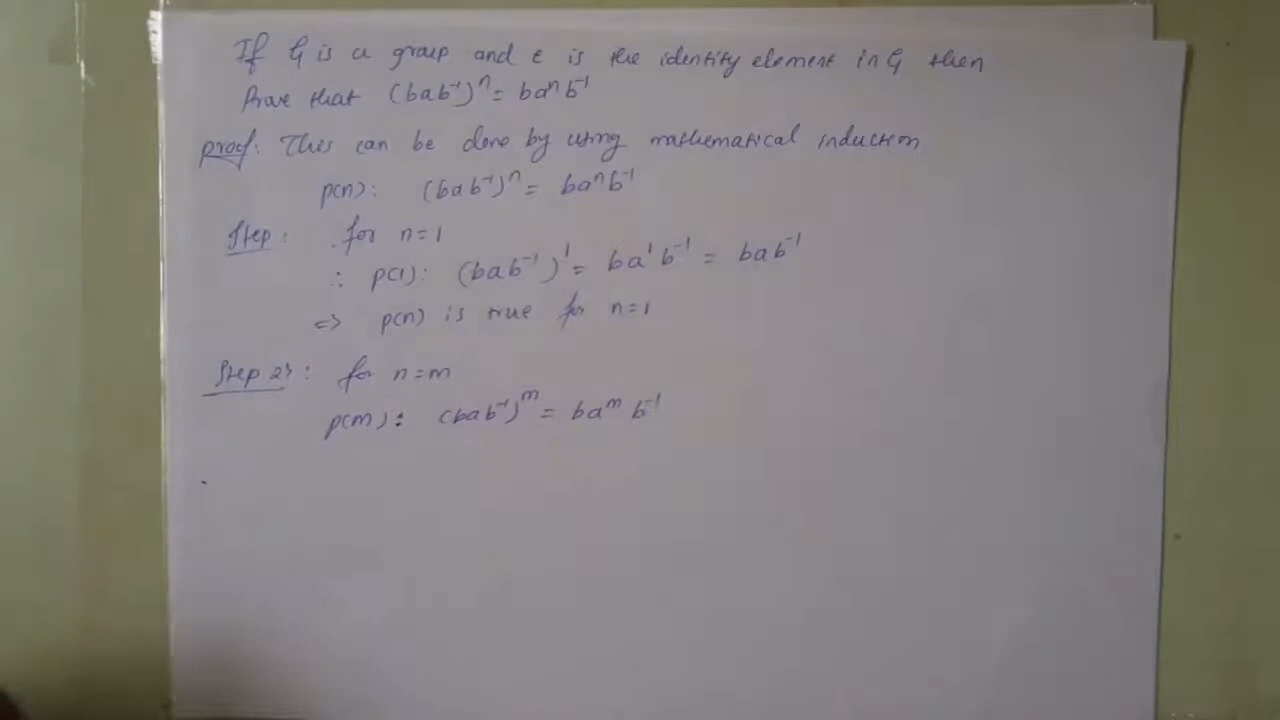 If G is a group and e is the identity element in G then
Prove that (bab⁻¹)ⁿ = baⁿb⁻¹
proof: This can be done by using mathematical induction
p(n): (bab⁻¹)ⁿ = baⁿb⁻¹
Step: for n=1
∴ p(1): (bab⁻¹)¹ = ba¹b⁻¹ = bab⁻¹
⇒ p(n) is true for n=1
Step 2: for n=m
p(m): (bab⁻¹)ᵐ = baᵐb⁻¹